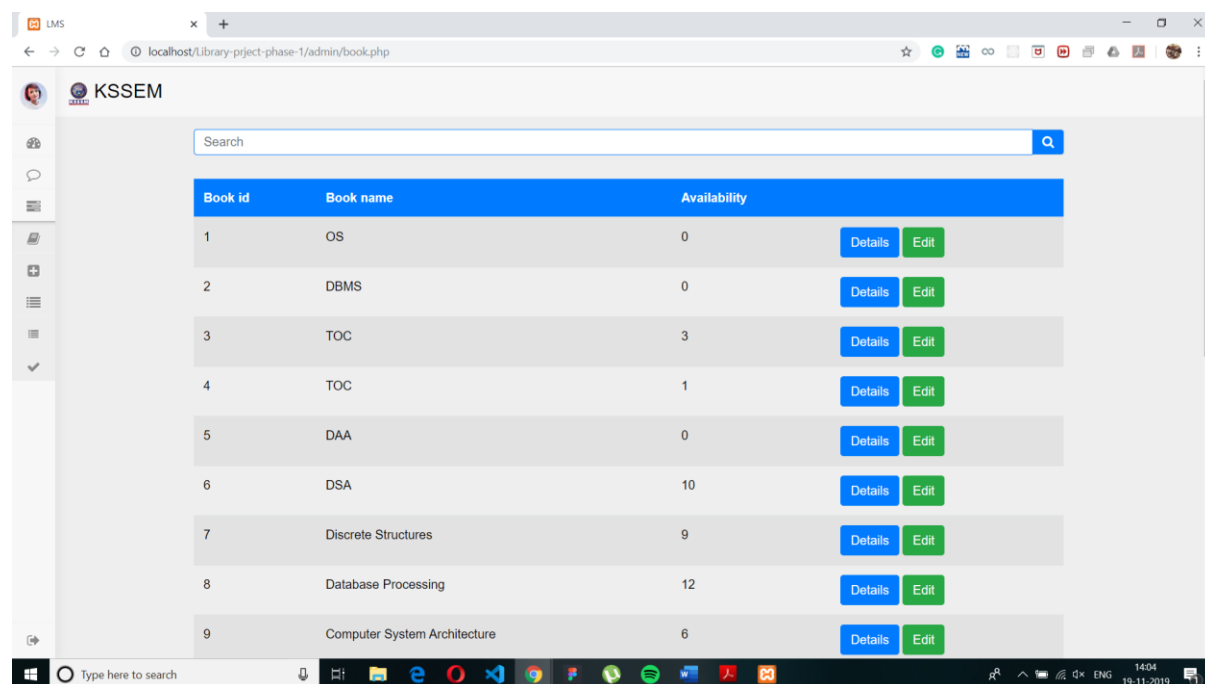 LMS
localhost/Library-prject-phase-1/admin/book.php
KSSEM
Search
Book id Book name Availability
1 OS 0 Details Edit
2 DBMS 0 Details Edit
3 TOC 3 Details Edit
4 TOC 1 Details Edit
5 DAA 0 Details Edit
6 DSA 10 Details Edit
7 Discrete Structures 9 Details Edit
8 Database Processing 12 Details Edit
9 Computer System Architecture 6 Details Edit
Type here to search
ENG
14:04
19-11-2019